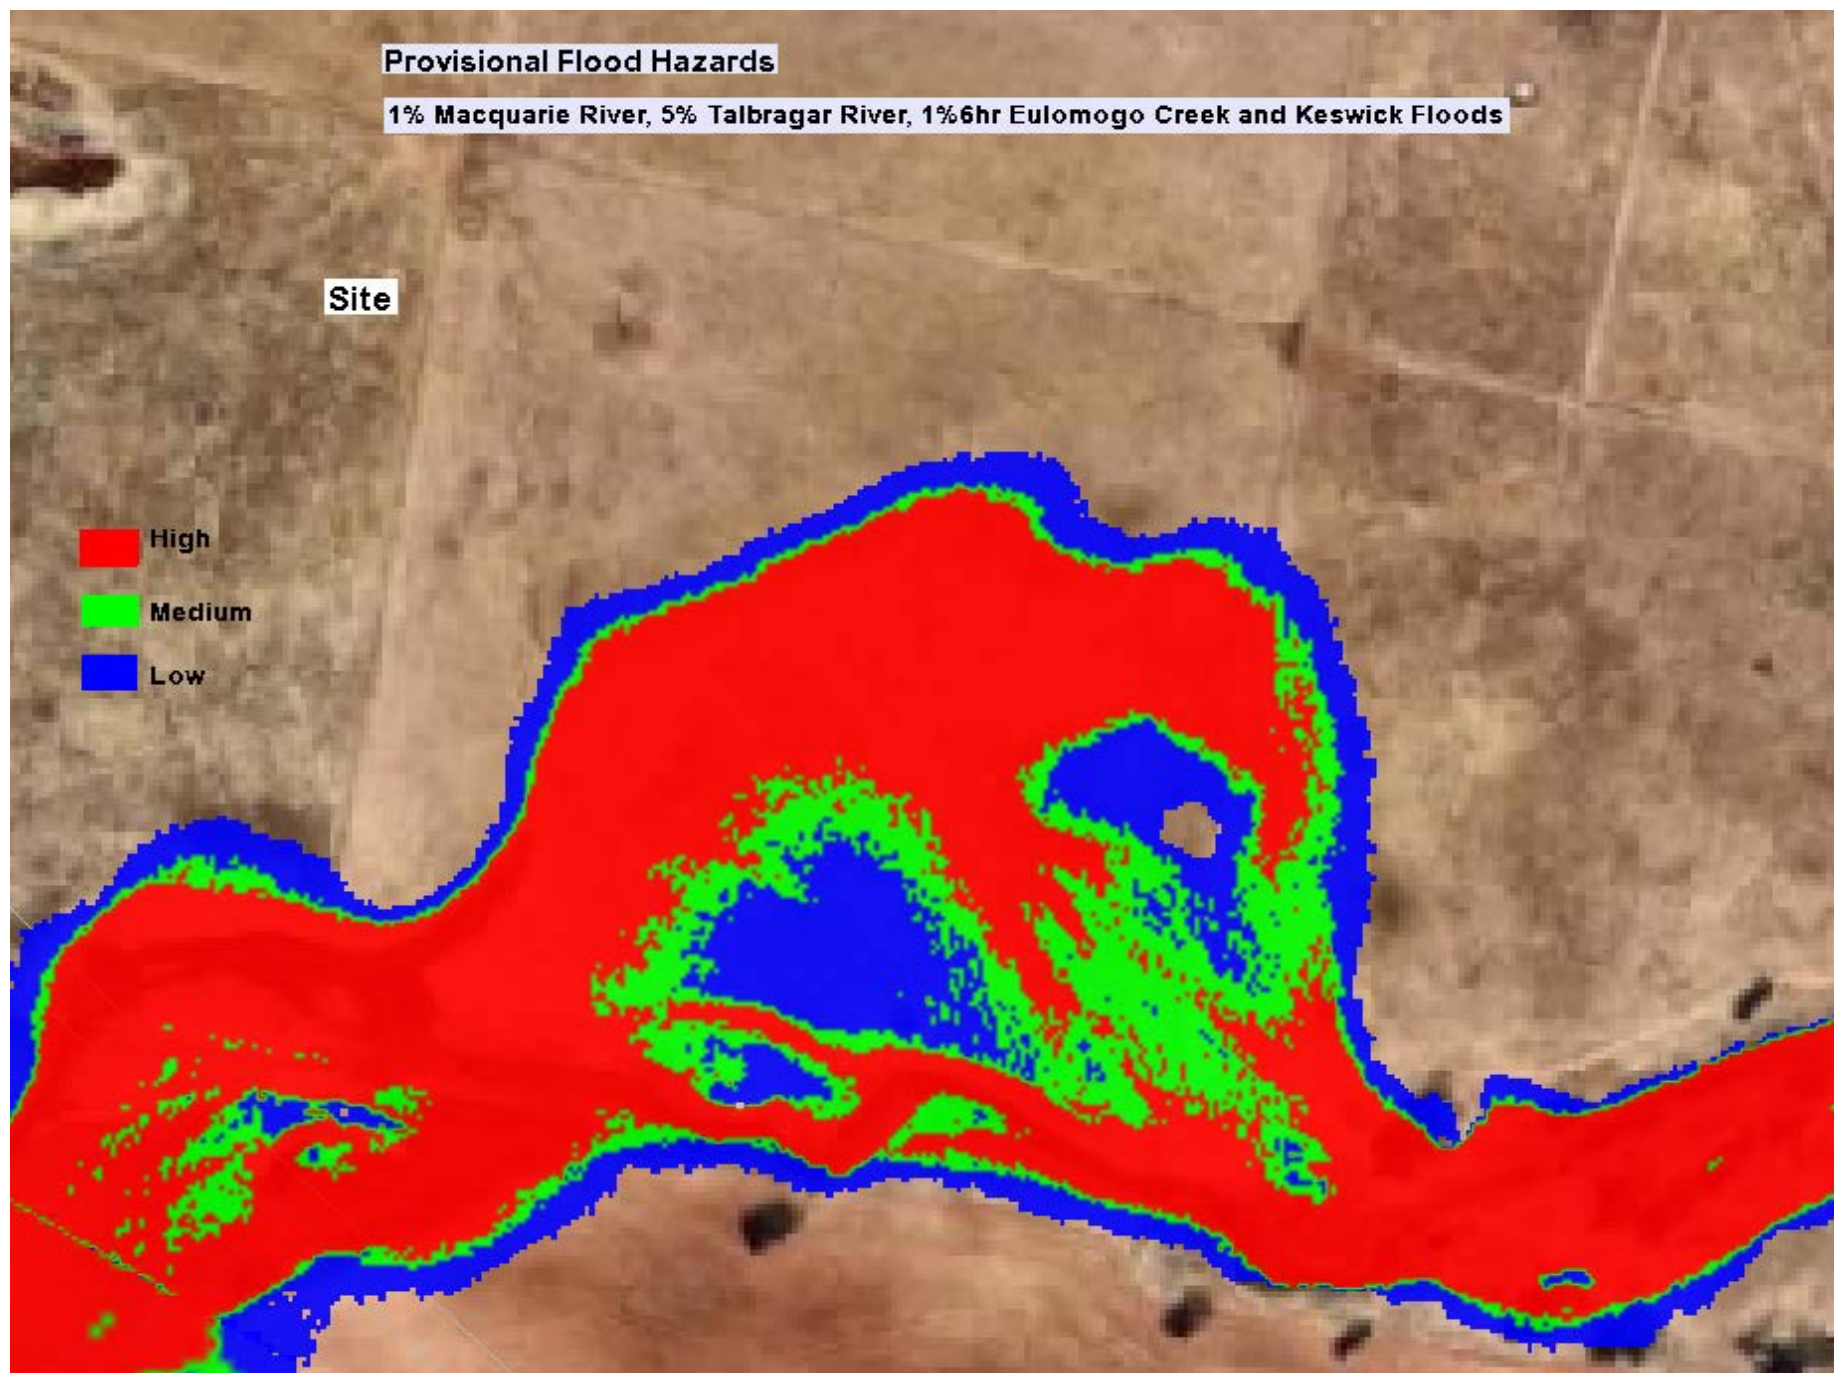 Provisional Flood Hazards
1% Macquarie River, 5% Talbragar River, 1%6hr Eulomogo Creek and Keswick Floods
Site
High
Medium
Low